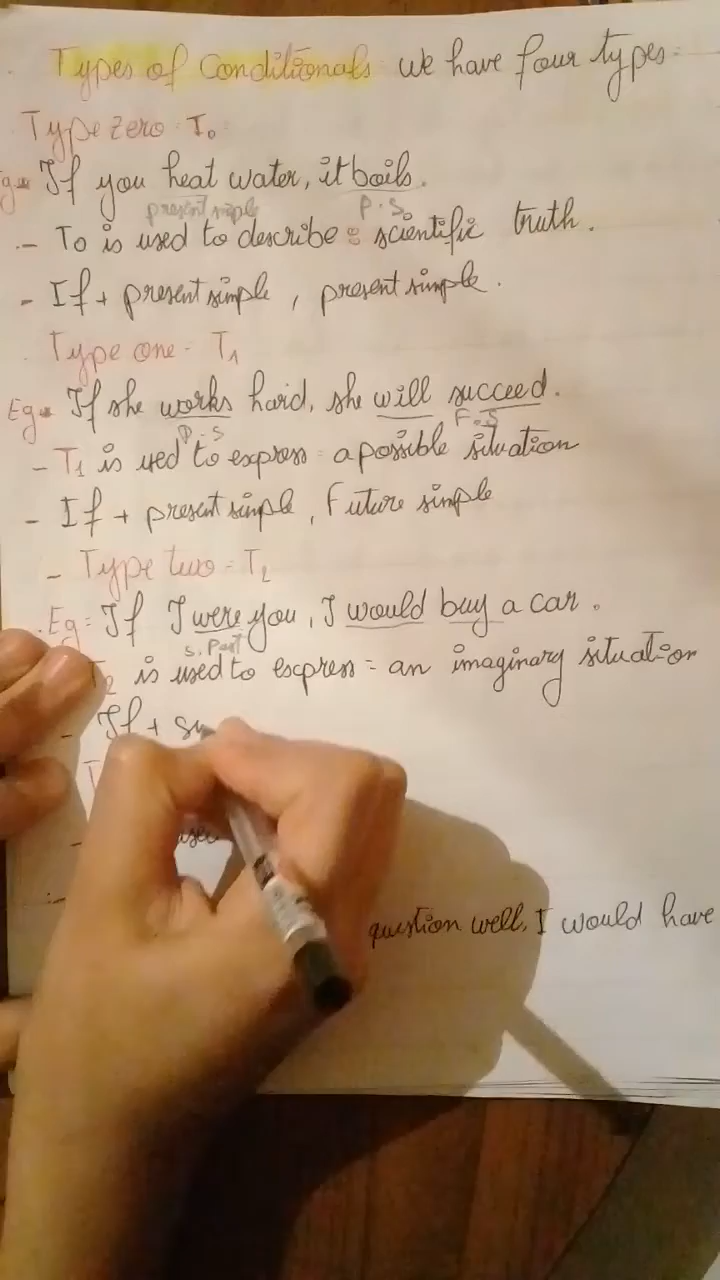 Types of Conditionals we have four types
Type zero = T0
If you heat water, it boils.
present simple P.S
- T0 is used to describe = scientific truth.
- If + present simple, present simple.
Type one - T1
Eg = If she works hard, she will succeed.
P.S F.S
- T1 is used to express = a possible situation
- If + present simple, Future simple
- Type two = T2
Eg = If I were you, I would buy a car.
S. Past
T2 is used to express = an imaginary situation
- If +
question well, I would have